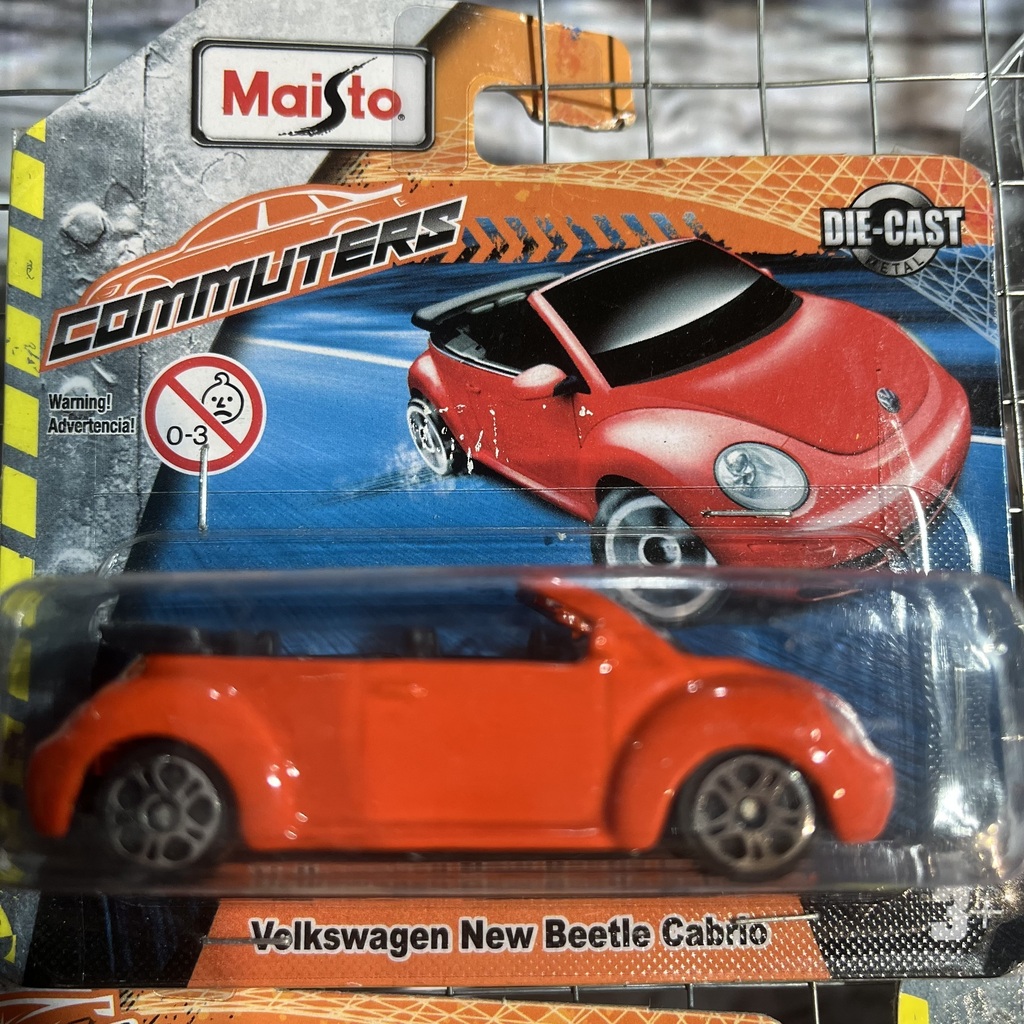 Maisto®
COMMUTERS
DIE-CAST
METAL
Warning!
Advertencia!
0-3
Volkswagen New Beetle Cabrio
3+